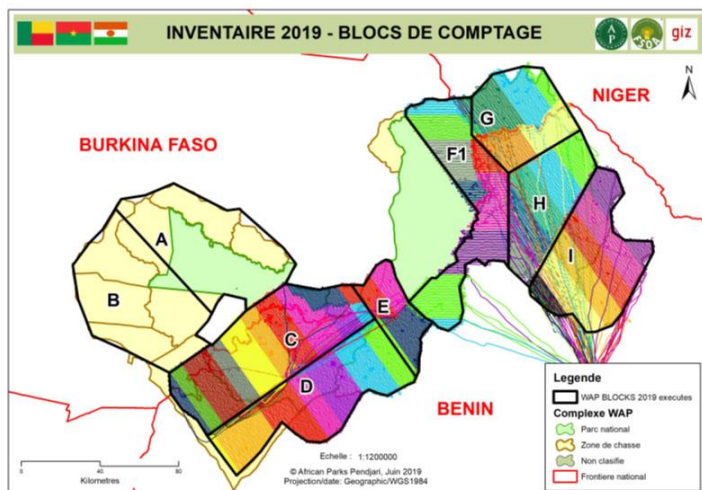 INVENTAIRE 2019 - BLOCS DE COMPTAGE
AP
giz
N
NIGER
BURKINA FASO
G
F1
A
H
B
I
E
C
D
BENIN
Legende
WAP BLOCKS 2019 executes
Complexe WAP
Parc national
Zone de chasse
Non clasifie
Frontiere national
Echelle : 1:1200000
0 40 80
Kilometres
© African Parks Pendjari, Juin 2019
Projection/date: Geographic/WGS1984